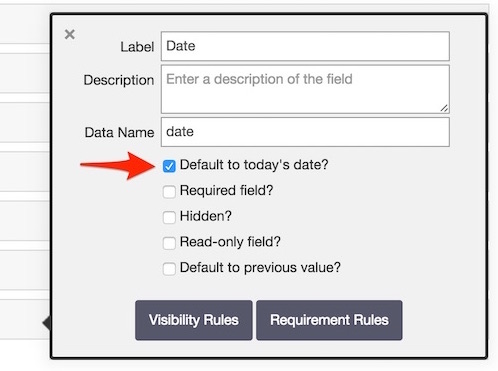 ×
Label Date
Description Enter a description of the field
Data Name date
Default to today's date?
Required field?
Hidden?
Read-only field?
Default to previous value?
Visibility Rules Requirement Rules